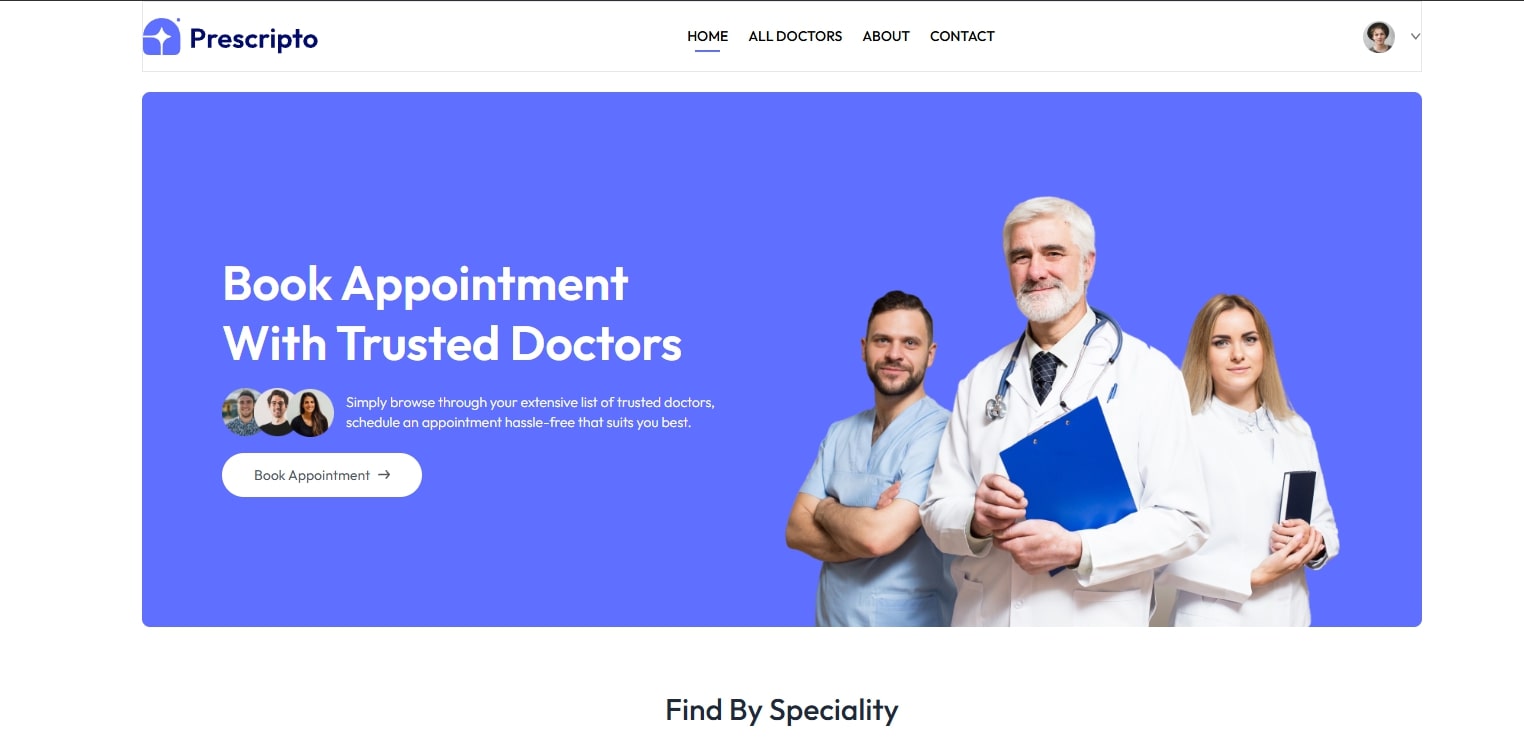 Prescripto
HOME
ALL DOCTORS
ABOUT
CONTACT
Book Appointment
With Trusted Doctors
Simply browse through your extensive list of trusted doctors,
schedule an appointment hassle-free that suits you best.
Book Appointment →
Find By Speciality